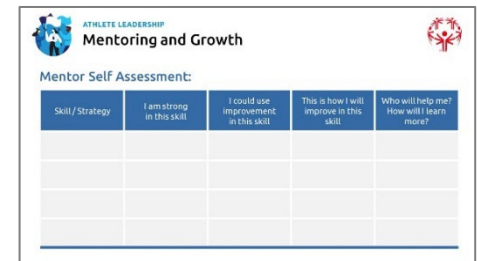 ATHLETE LEADERSHIP
Mentoring and Growth
Mentor Self Assessment:
Skill / Strategy
I am strong
in this skill
I could use
improvement
in this skill
This is how I will
improve in this
skill
Who will help me?
How will I learn
more?